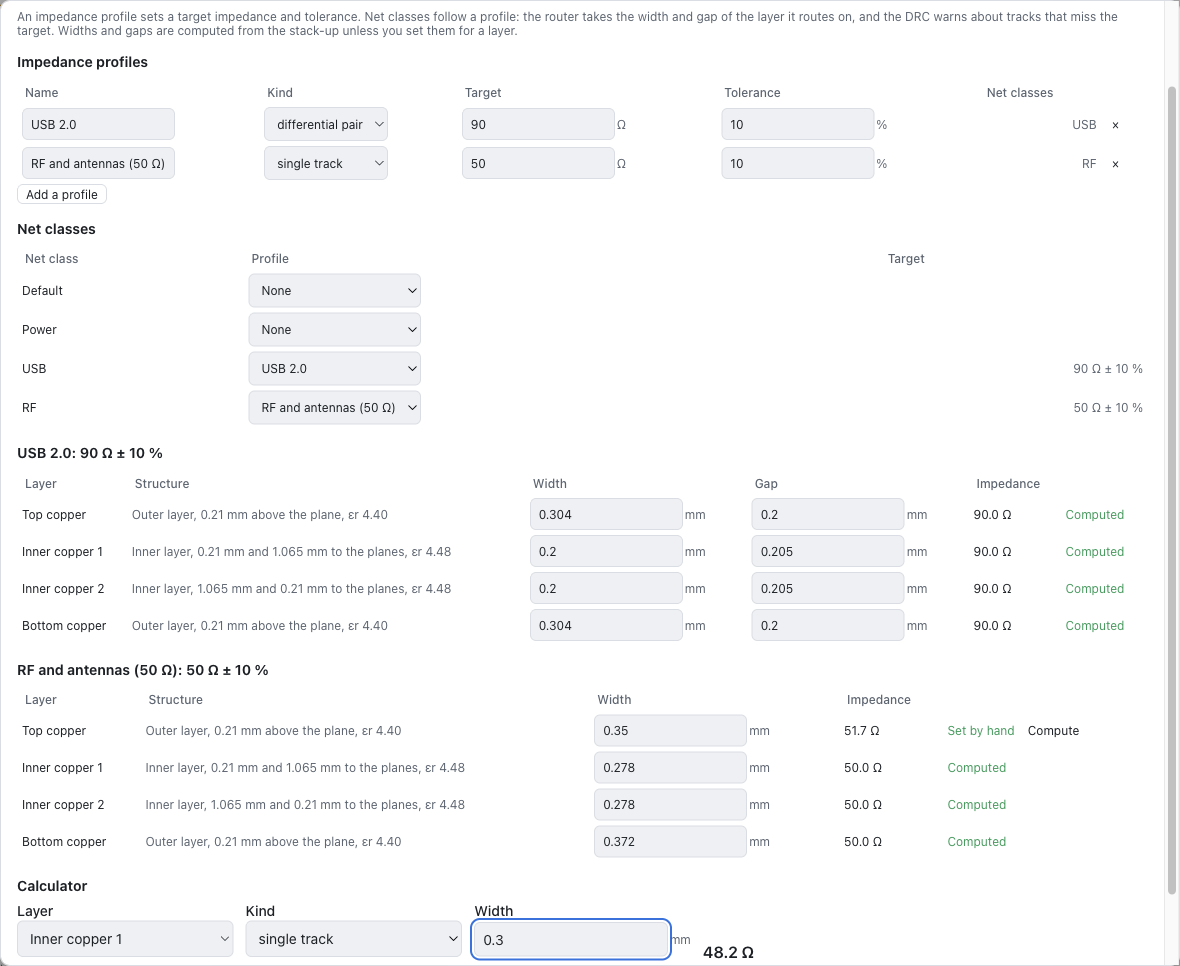 An impedance profile sets a target impedance and tolerance. Net classes follow a profile: the router takes the width and gap of the layer it routes on, and the DRC warns about tracks that miss the
target. Widths and gaps are computed from the stack-up unless you set them for a layer.
Impedance profiles
Name Kind Target Tolerance Net classes
USB 2.0 differential pair 90 Ω 10 % USB ×
RF and antennas (50 Ω) single track 50 Ω 10 % RF ×
Add a profile
Net classes
Net class Profile Target
Default None
Power None
USB USB 2.0 90 Ω ± 10 %
RF RF and antennas (50 Ω) 50 Ω ± 10 %
USB 2.0: 90 Ω ± 10 %
Layer Structure Width Gap Impedance
Top copper Outer layer, 0.21 mm above the plane, εr 4.40 0.304 mm 0.2 mm 90.0 Ω Computed
Inner copper 1 Inner layer, 0.21 mm and 1.065 mm to the planes, εr 4.48 0.2 mm 0.205 mm 90.0 Ω Computed
Inner copper 2 Inner layer, 1.065 mm and 0.21 mm to the planes, εr 4.48 0.2 mm 0.205 mm 90.0 Ω Computed
Bottom copper Outer layer, 0.21 mm above the plane, εr 4.40 0.304 mm 0.2 mm 90.0 Ω Computed
RF and antennas (50 Ω): 50 Ω ± 10 %
Layer Structure Width Impedance
Top copper Outer layer, 0.21 mm above the plane, εr 4.40 0.35 mm 51.7 Ω Set by hand Compute
Inner copper 1 Inner layer, 0.21 mm and 1.065 mm to the planes, εr 4.48 0.278 mm 50.0 Ω Computed
Inner copper 2 Inner layer, 1.065 mm and 0.21 mm to the planes, εr 4.48 0.278 mm 50.0 Ω Computed
Bottom copper Outer layer, 0.21 mm above the plane, εr 4.40 0.372 mm 50.0 Ω Computed
Calculator
Layer Kind Width
Inner copper 1 single track 0.3 mm 48.2 Ω